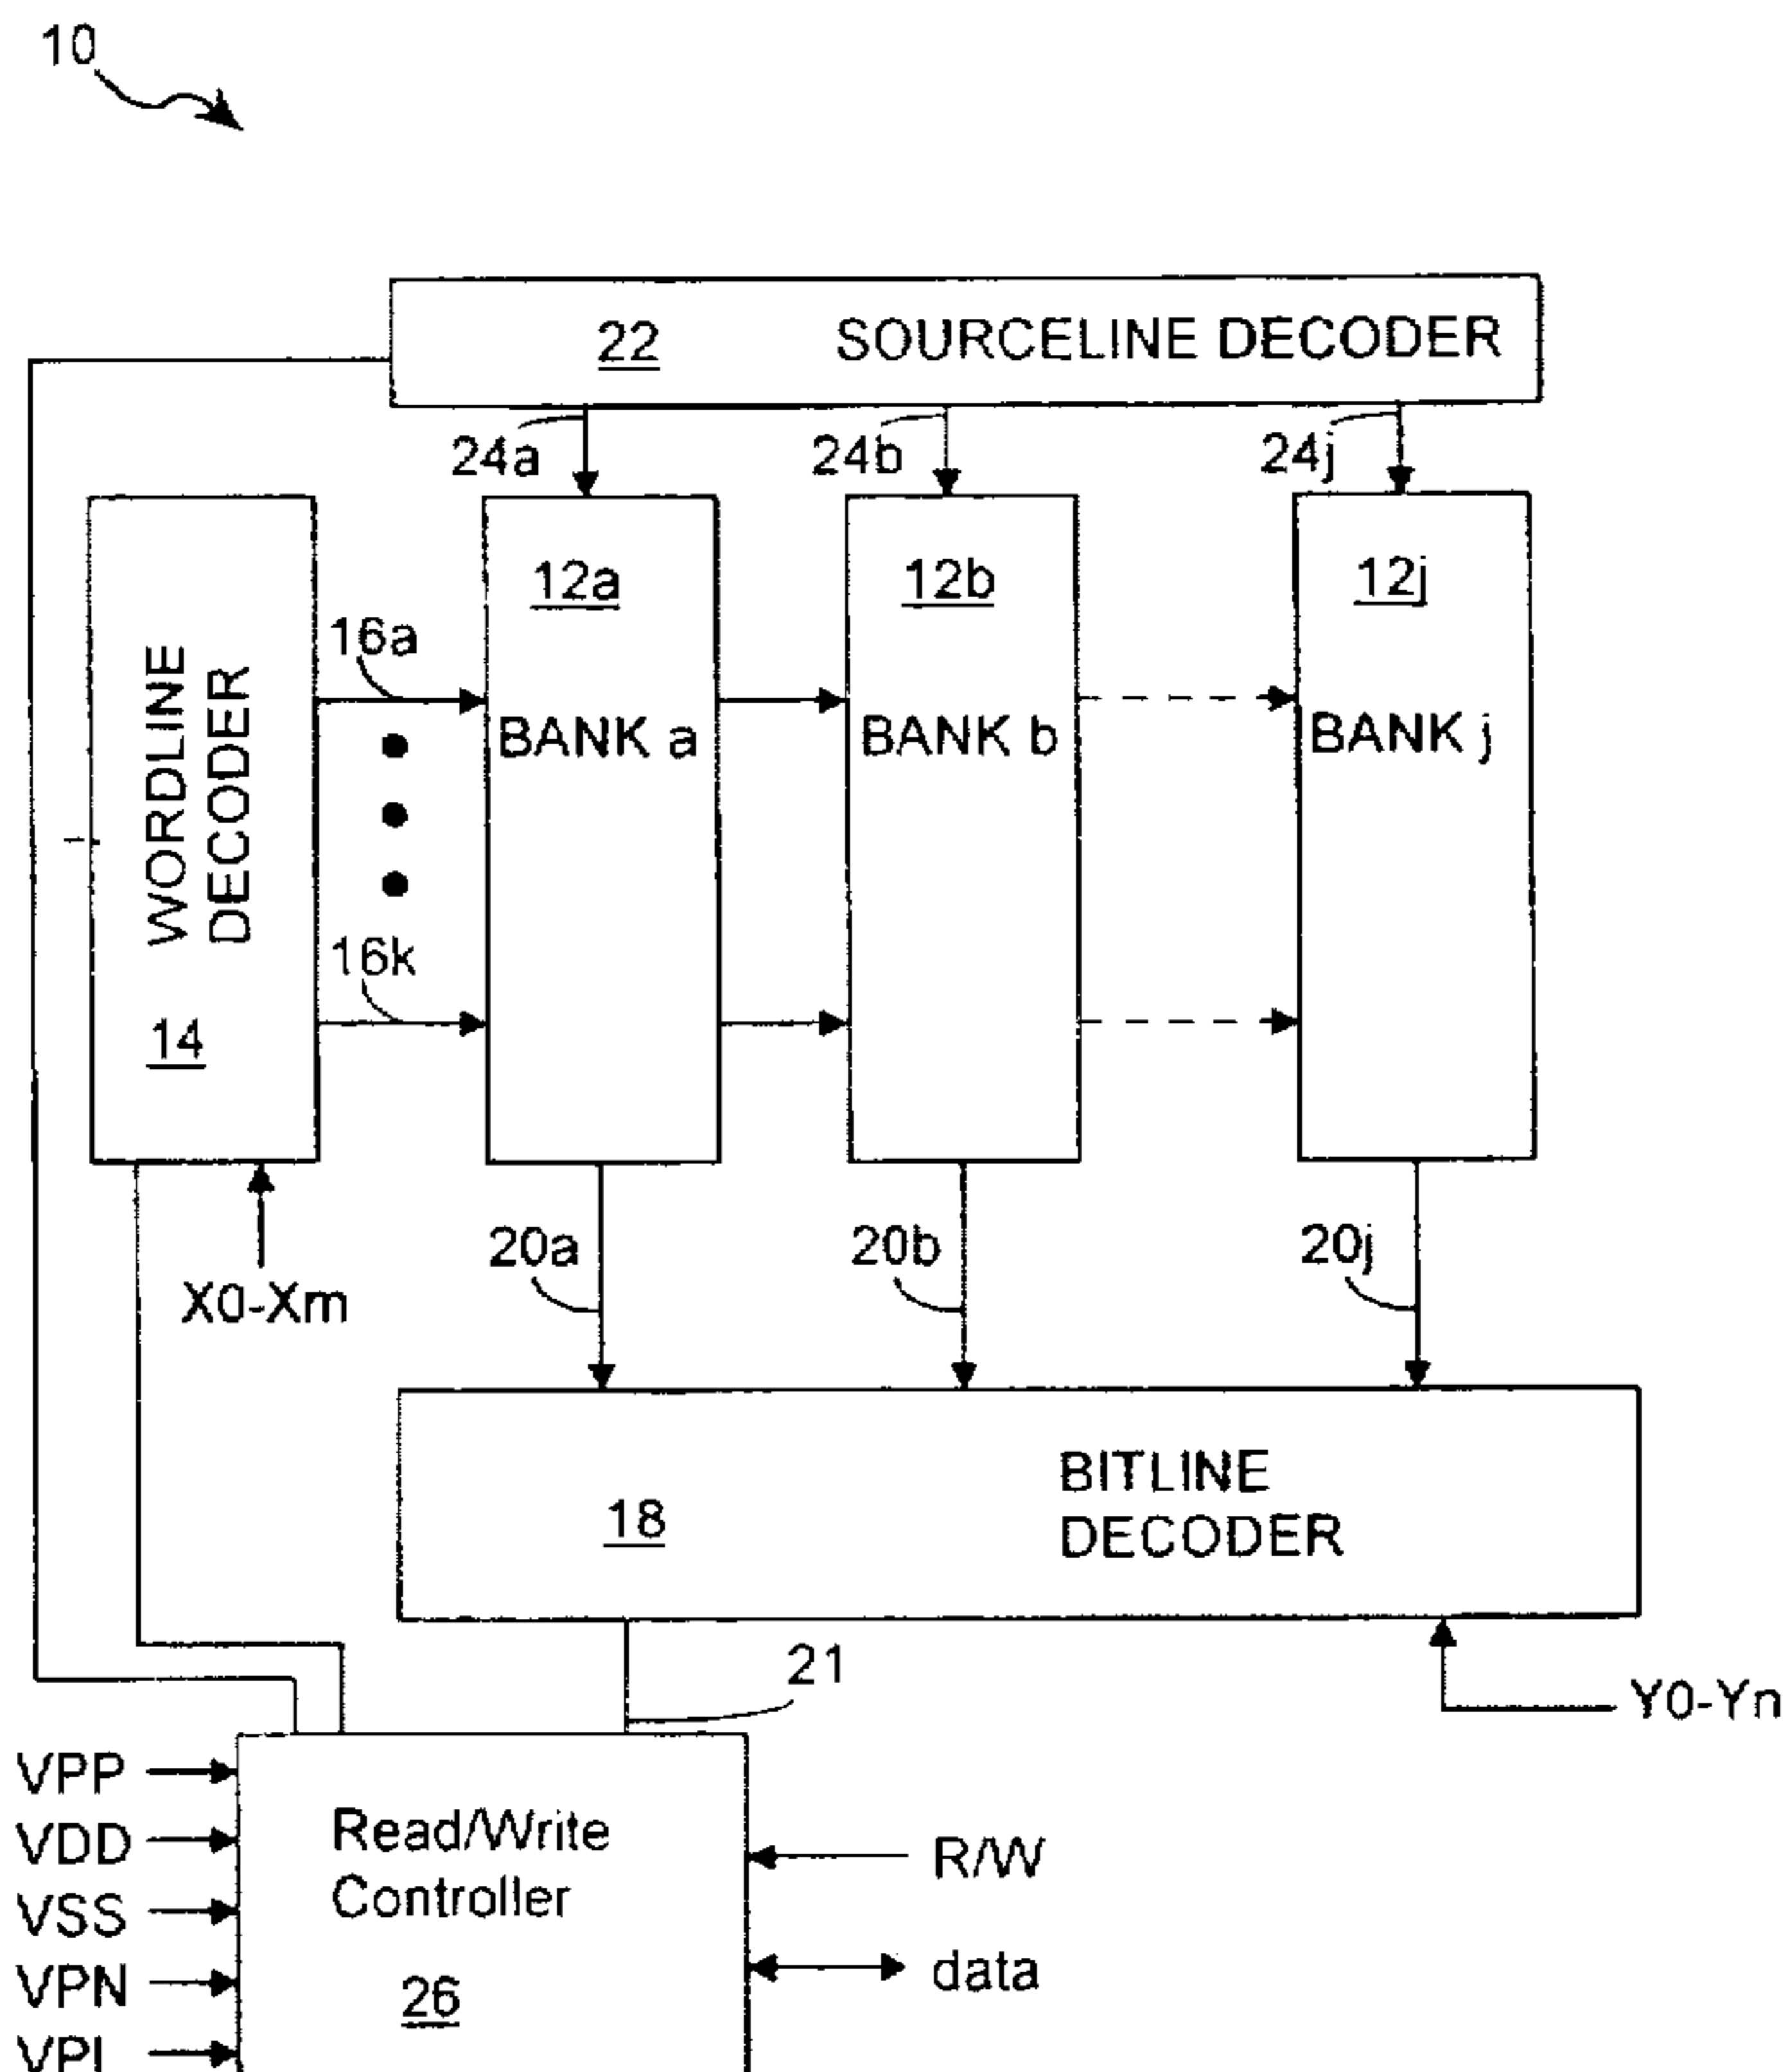 10
22 SOURCELINE DECODER
24a 24b 24j
12a 12b 12j
16a
WORDLINE
DECODER
BANK a BANK b BANK j
16k
14
20a 20b 20j
X0-Xm
BITLINE
18
DECODER
21
Y0-Yn
VPP
VDD
VSS
VPN
VPI
Read/Write
Controller
26
R/W
data